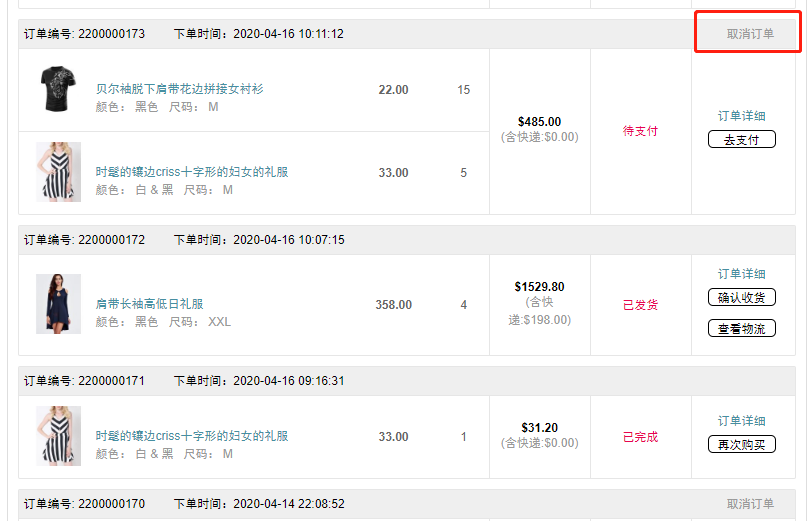 订单编号: 2200000173 下单时间: 2020-04-16 10:11:12 取消订单
贝尔袖脱下肩带花边拼接女衬衫 22.00 15
颜色: 黑色 尺码: M
$485.00
(含快递:$0.00)
待支付
订单详细
去支付
时髦的镶边criss十字形的妇女的礼服 33.00 5
颜色: 白 & 黑 尺码: M
订单编号: 2200000172 下单时间: 2020-04-16 10:07:15
肩带长袖高低日礼服 358.00 4
颜色: 黑色 尺码: XXL
$1529.80
(含快
递:$198.00)
已发货
订单详细
确认收货
查看物流
订单编号: 2200000171 下单时间: 2020-04-16 09:16:31
时髦的镶边criss十字形的妇女的礼服 33.00 1
颜色: 白 & 黑 尺码: M
$31.20
(含快递:$0.00)
已完成
订单详细
再次购买
订单编号: 2200000170 下单时间: 2020-04-14 22:08:52 取消订单